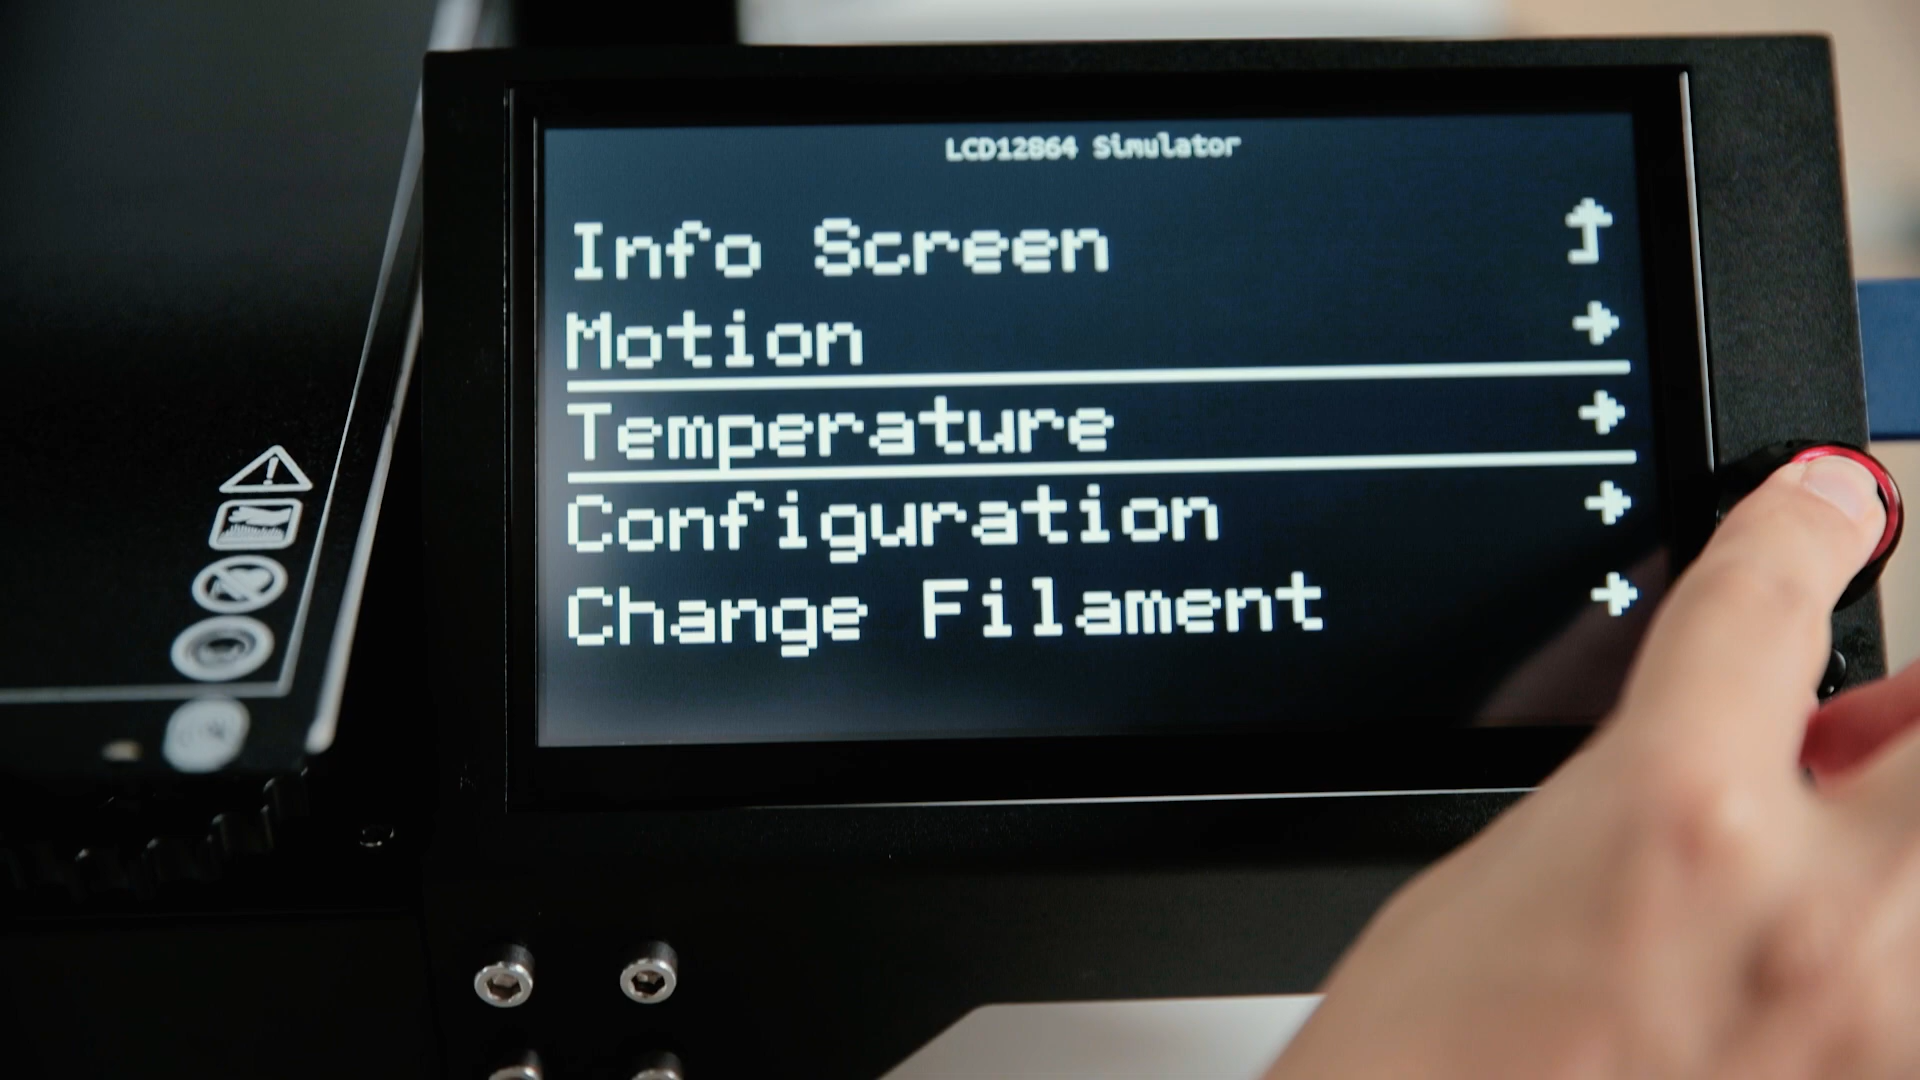 LCD12864 Simulator
Info Screen
Motion
Temperature
Configuration
Change Filament